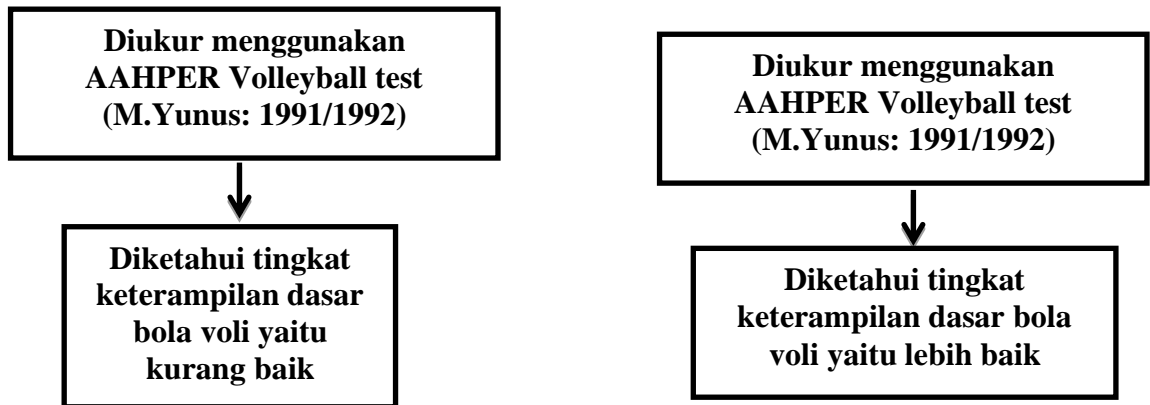 Diukur menggunakan
AAHPER Volleyball test
(M.Yunus: 1991/1992)
Diketahui tingkat
keterampilan dasar
bola voli yaitu
kurang baik
Diukur menggunakan
AAHPER Volleyball test
(M.Yunus: 1991/1992)
Diketahui tingkat
keterampilan dasar bola
voli yaitu lebih baik